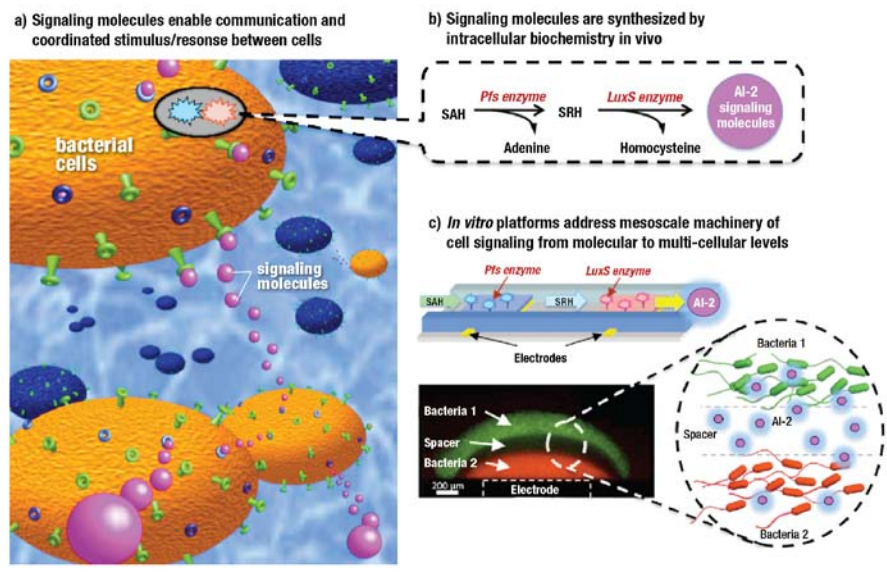 a) Signaling molecules enable communication and
coordinated stimulus/resonse between cells
bacterial
cells
signaling
molecules
b) Signaling molecules are synthesized by
intracellular biochemistry in vivo
SAH
Pfs enzyme
Adenine
SRH
LuxS enzyme
Homocysteine
AI-2
signaling
molecules
c) In vitro platforms address mesoscale machinery of
cell signaling from molecular to multi-cellular levels
Pfs enzyme
LuxS enzyme
SAH
SRH
AI-2
Electrodes
Bacteria 1
Spacer
Bacteria 2
200 µm
Electrode
Bacteria 1
AI-2
Spacer
Bacteria 2